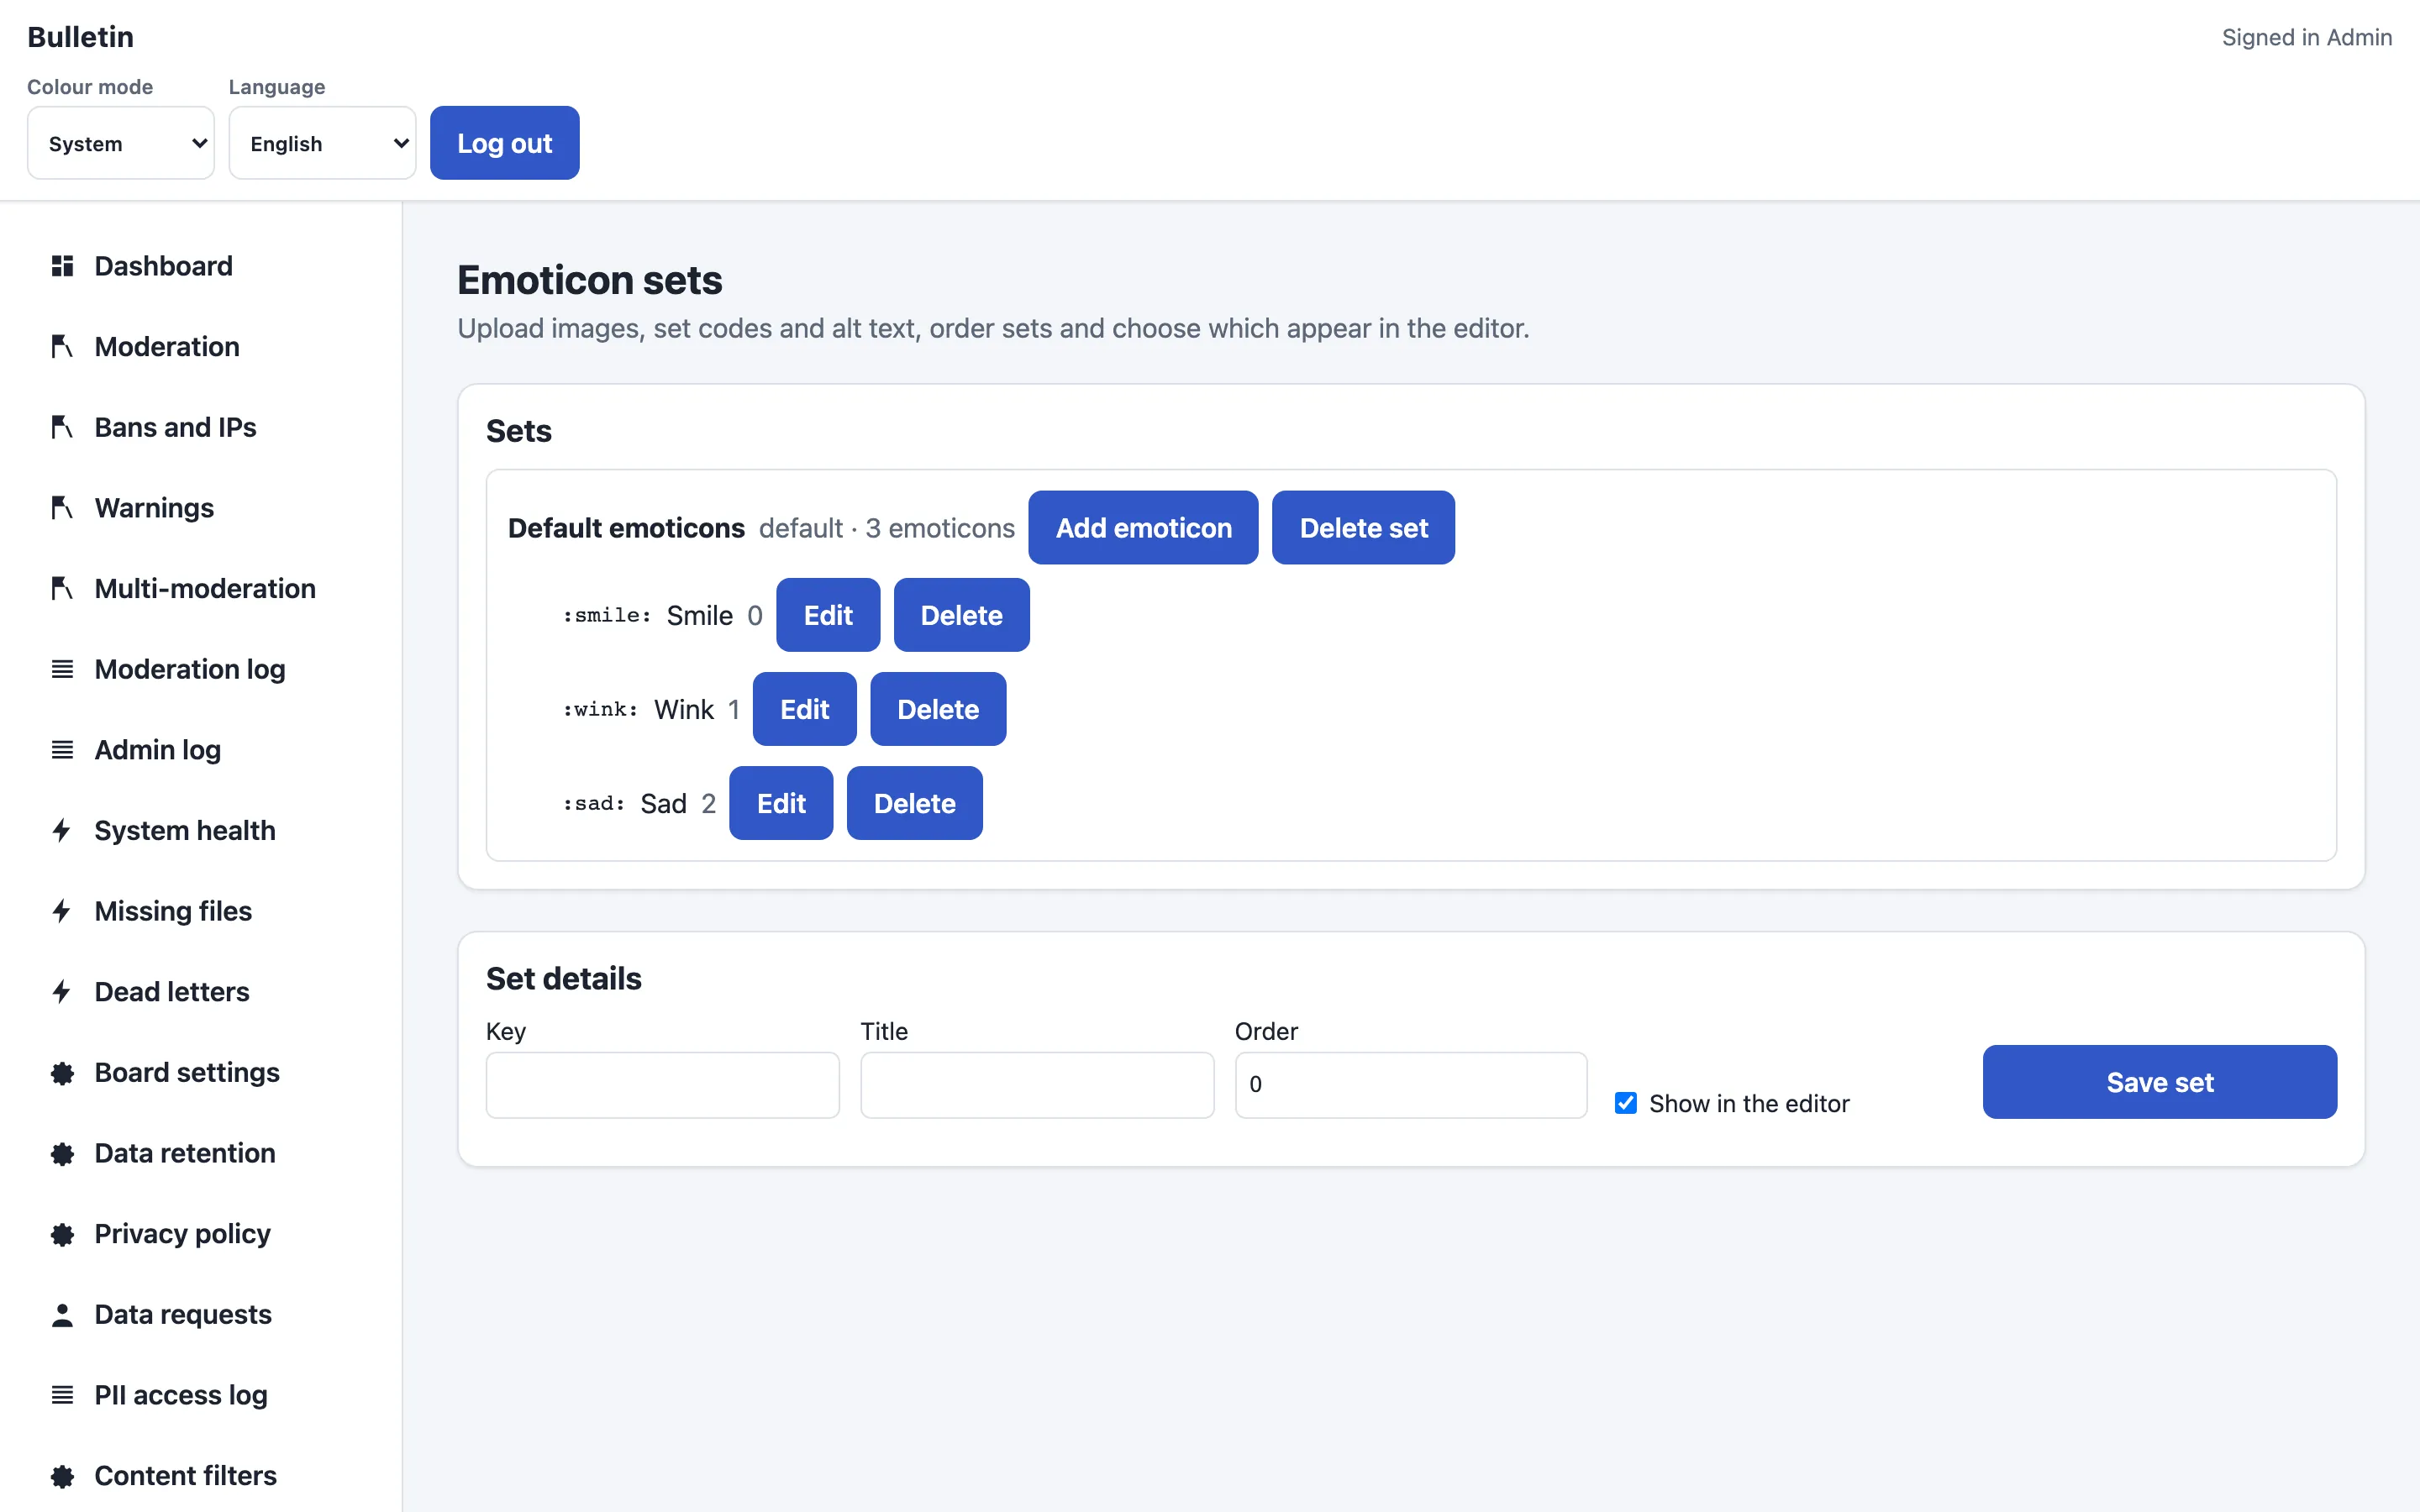 Bulletin
Signed in Admin
Colour mode
Language
System
English
Log out
Dashboard
Moderation
Bans and IPs
Warnings
Multi-moderation
Moderation log
Admin log
System health
Missing files
Dead letters
Board settings
Data retention
Privacy policy
Data requests
PII access log
Content filters
Emoticon sets
Upload images, set codes and alt text, order sets and choose which appear in the editor.
Sets
Default emoticons default · 3 emoticons Add emoticon Delete set
:smile: Smile 0 Edit Delete
:wink: Wink 1 Edit Delete
:sad: Sad 2 Edit Delete
Set details
Key
Title
Order
0
Show in the editor
Save set